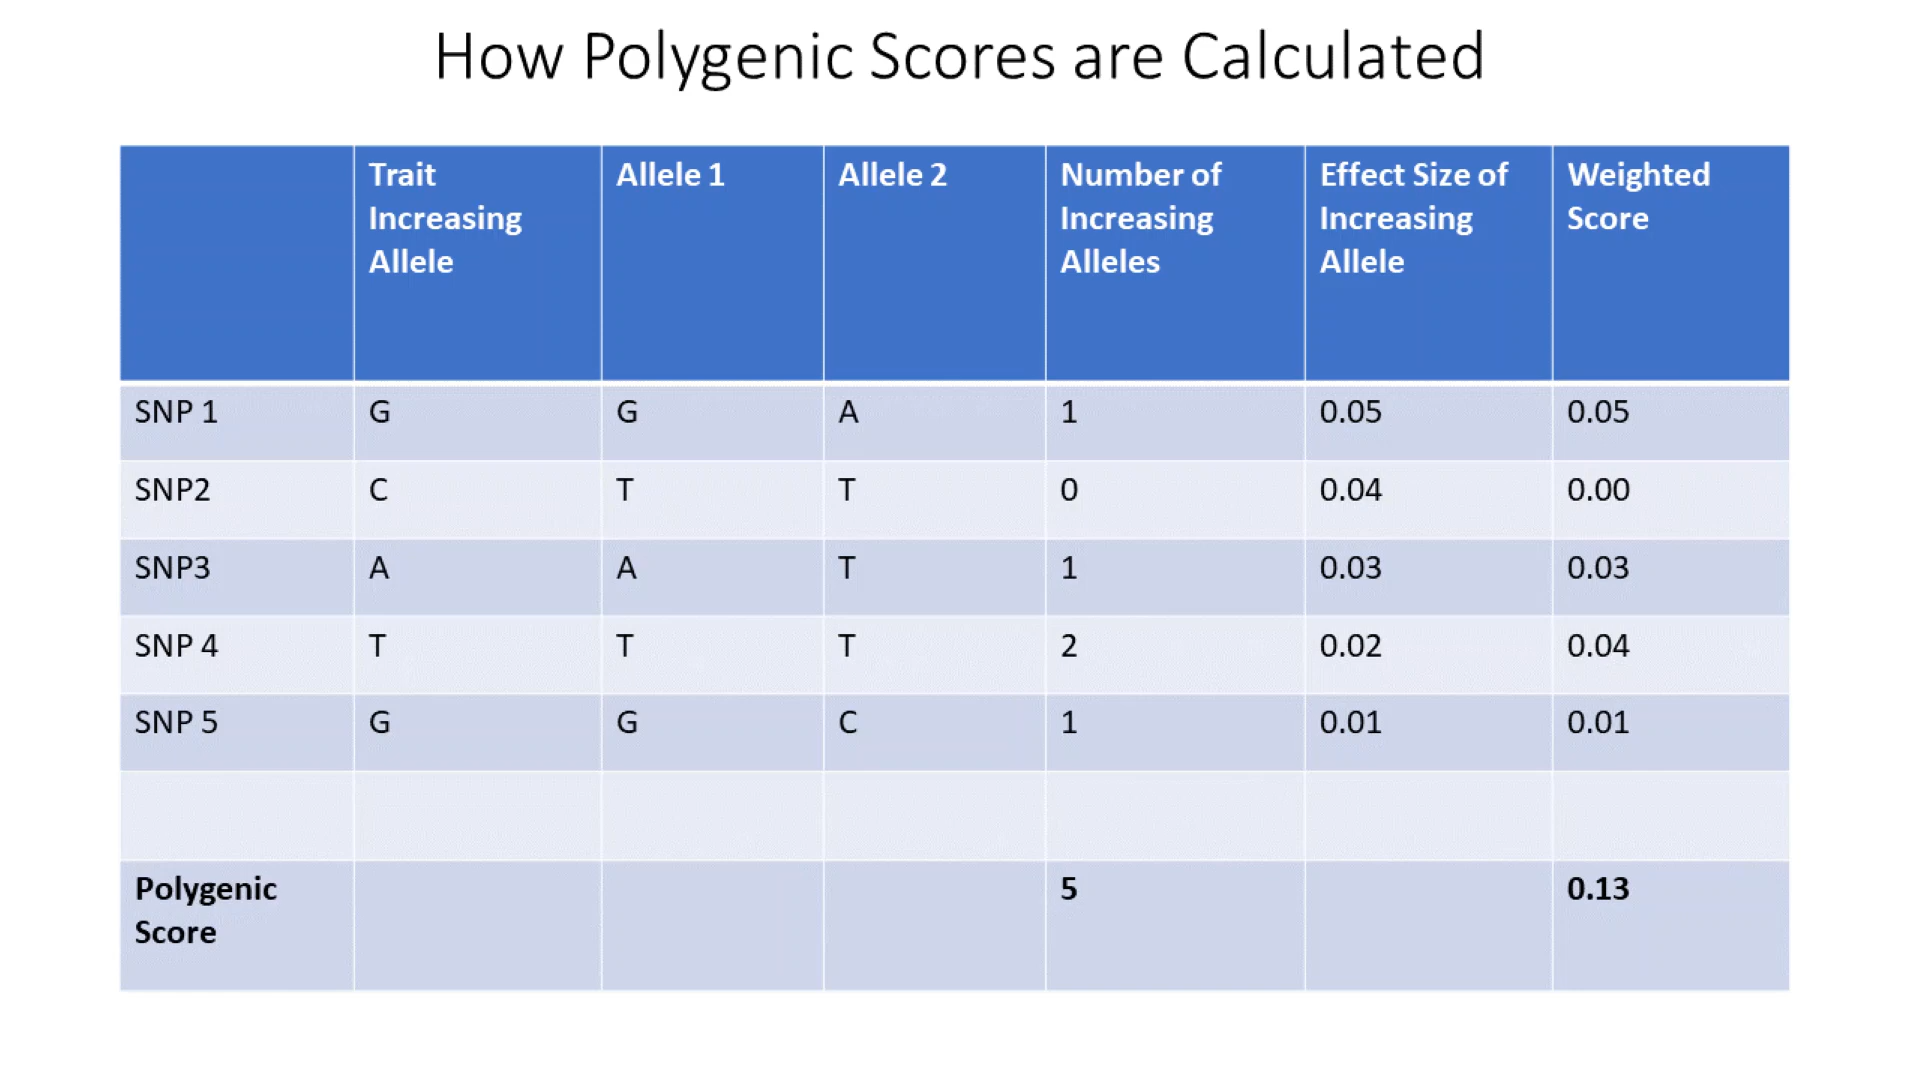 How Polygenic Scores are Calculated
Trait Increasing Allele Allele 1 Allele 2 Number of Increasing Alleles Effect Size of Increasing Allele Weighted Score
SNP 1 G G A 1 0.05 0.05
SNP2 C T T 0 0.04 0.00
SNP3 A A T 1 0.03 0.03
SNP 4 T T T 2 0.02 0.04
SNP 5 G G C 1 0.01 0.01
Polygenic Score 5 0.13